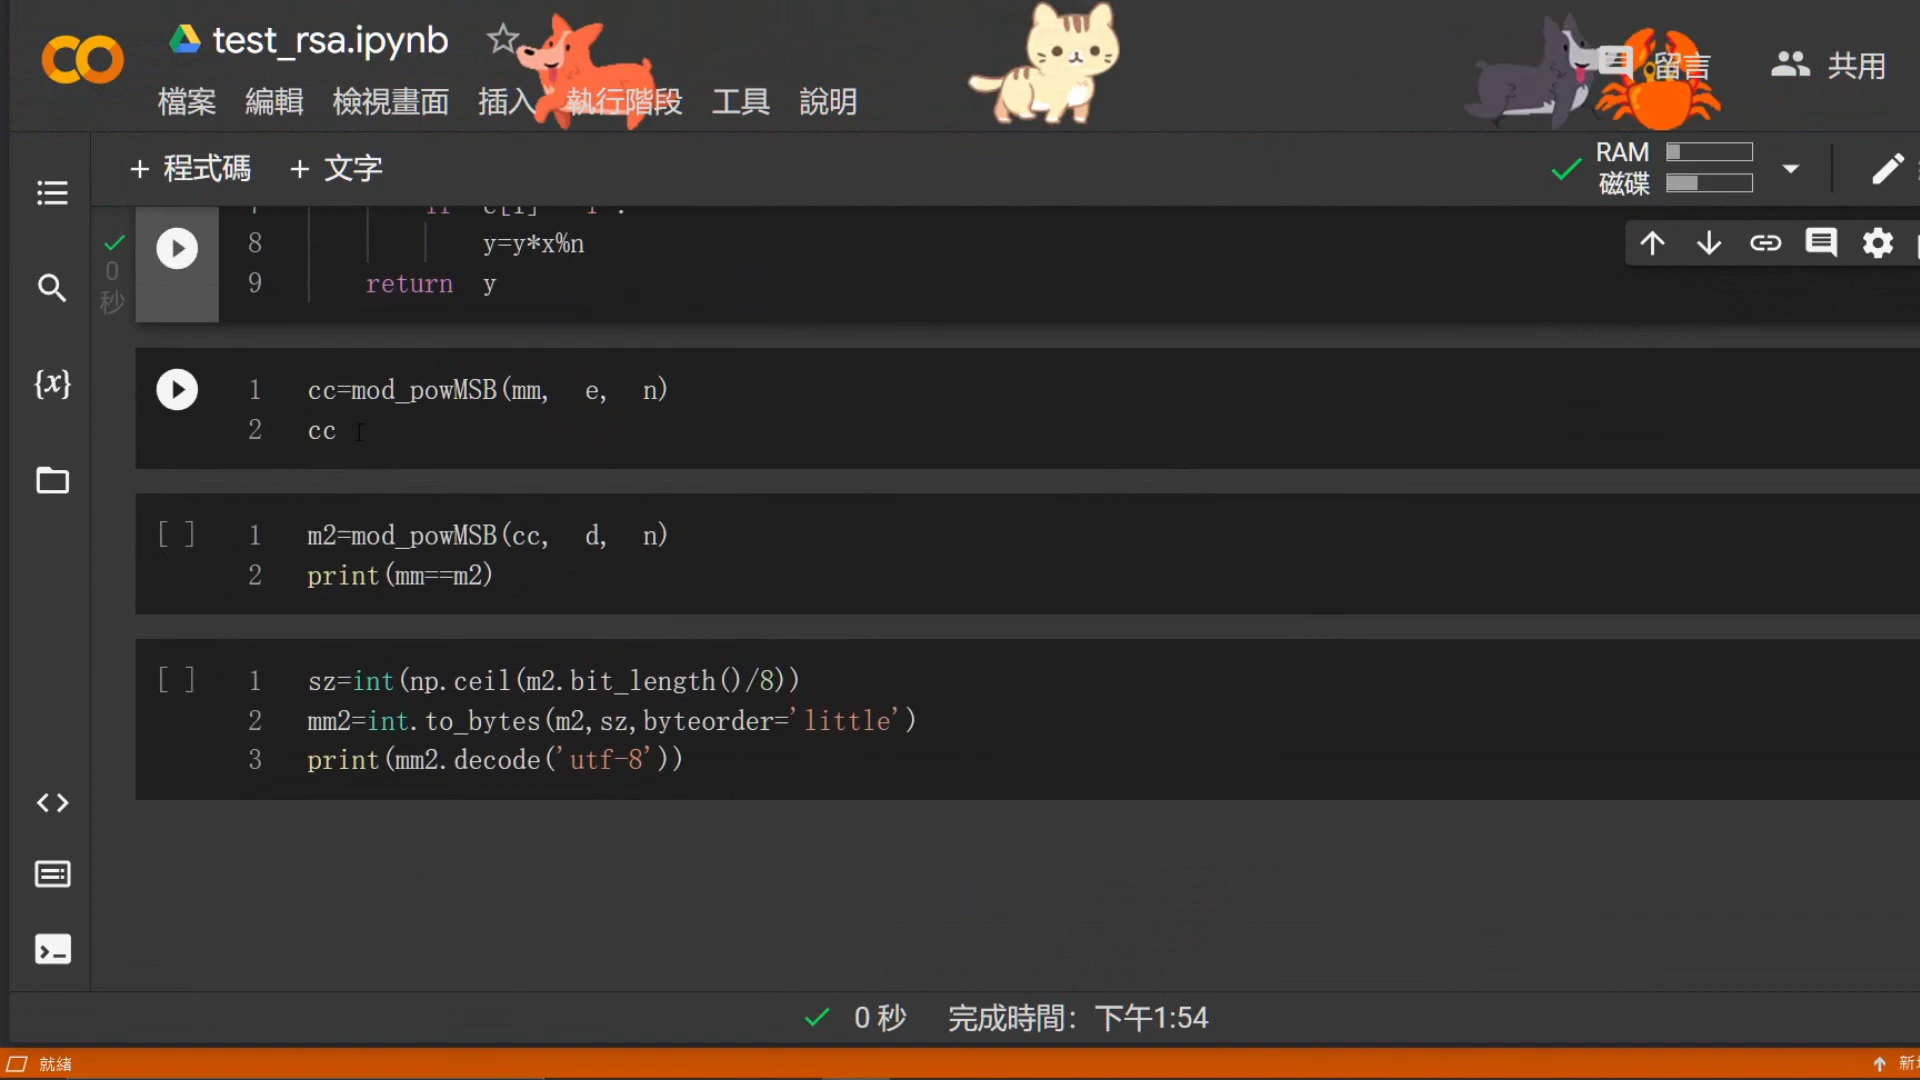 test_rsa.ipynb
檔案 編輯 檢視畫面 插入 執行階段 工具 說明
留言 共用
+ 程式碼 + 文字
RAM
磁碟
0
秒
8 y=y*x%n
9 return y
1 cc=mod_powMSB(mm, e, n)
2 cc
[ ] 1 m2=mod_powMSB(cc, d, n)
2 print(mm==m2)
[ ] 1 sz=int(np.ceil(m2.bit_length()/8))
2 mm2=int.to_bytes(m2,sz,byteorder='little')
3 print(mm2.decode('utf-8'))
0 秒 完成時間： 下午1:54
就緒